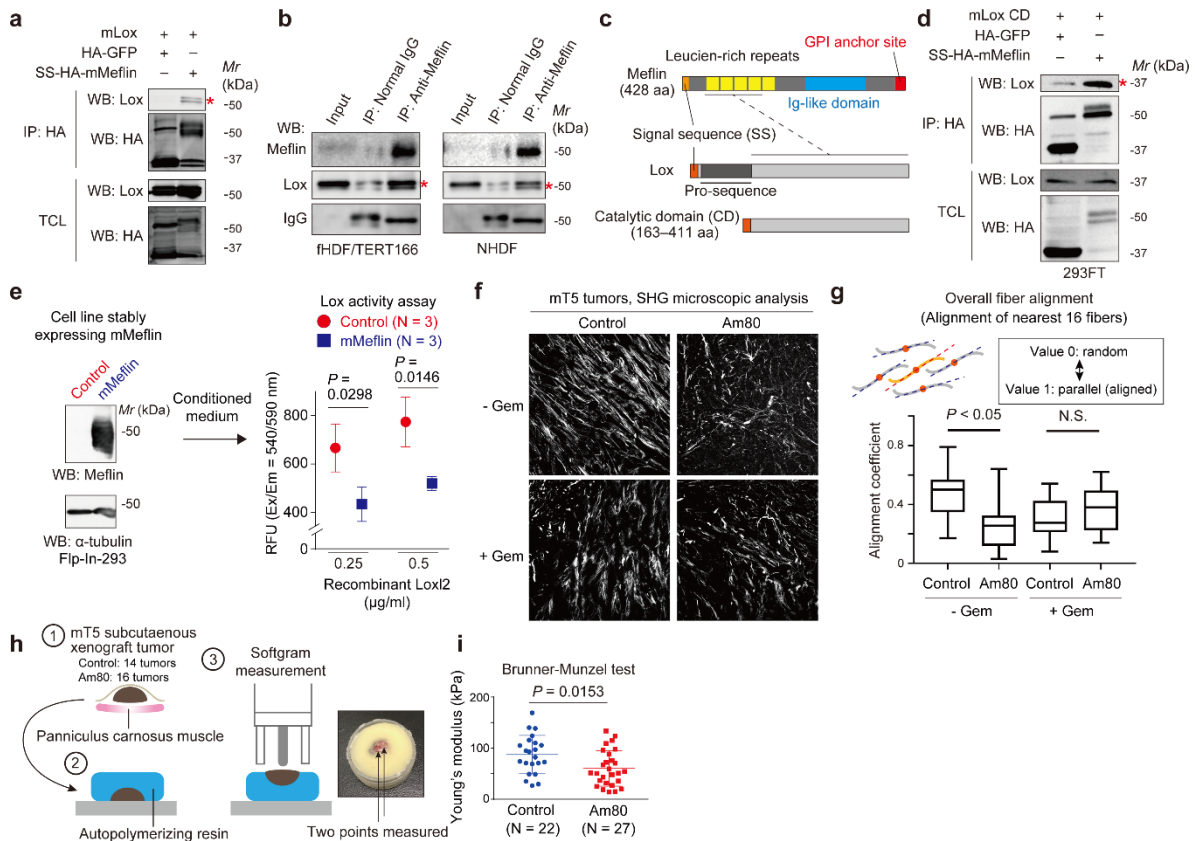 a
mLox + +
HA-GFP + −
SS-HA-mMeflin − +
Mr
(kDa)
IP: HA
WB: Lox
* -50
WB: HA
-50
-37
TCL
WB: Lox
-50
WB: HA
-50
-37
b
Input
IP: Normal IgG
IP: Anti-Meflin
Input
IP: Normal IgG
IP: Anti-Meflin
Mr
(kDa)
WB:
Meflin
-50
Lox
* * -50
IgG
-50
fHDF/TERT166
NHDF
c
Leucien-rich repeats
GPI anchor site
Meflin
(428 aa)
Ig-like domain
Signal sequence (SS)
Lox
Pro-sequence
Catalytic domain (CD)
(163–411 aa)
d
mLox CD + +
HA-GFP + −
SS-HA-mMeflin − +
Mr
(kDa)
IP: HA
WB: Lox
-37 *
WB: HA
-50
-37
TCL
WB: Lox
-37
WB: HA
-50
-37
293FT
e
Cell line stably
expressing mMeflin
Control
mMeflin
Mr (kDa)
-50
WB: Meflin
-50
WB: α-tubulin
Flp-In-293
Conditioned
medium
Lox activity assay
Control (N = 3)
mMeflin (N = 3)
P =
0.0298
P =
0.0146
RFU (Ex/Em = 540/590 nm)
800
600
400
0
0.25
0.5
Recombinant Loxl2
(µg/ml)
f
mT5 tumors, SHG microscopic analysis
Control
Am80
- Gem
+ Gem
g
Overall fiber alignment
(Alignment of nearest 16 fibers)
Value 0: random
Value 1: parallel (aligned)
P < 0.05
N.S.
Alignment coefficient
0.8
0.4
0
Control
Am80
Control
Am80
- Gem
+ Gem
h
1
mT5 subcutaenous
xenograft tumor
Control: 14 tumors
Am80: 16 tumors
Panniculus carnosus muscle
2
Autopolymerizing resin
3
Softgram
measurement
Two points measured
i
Brunner-Munzel test
P = 0.0153
Young's modulus (kPa)
200
150
100
50
0
Control
(N = 22)
Am80
(N = 27)